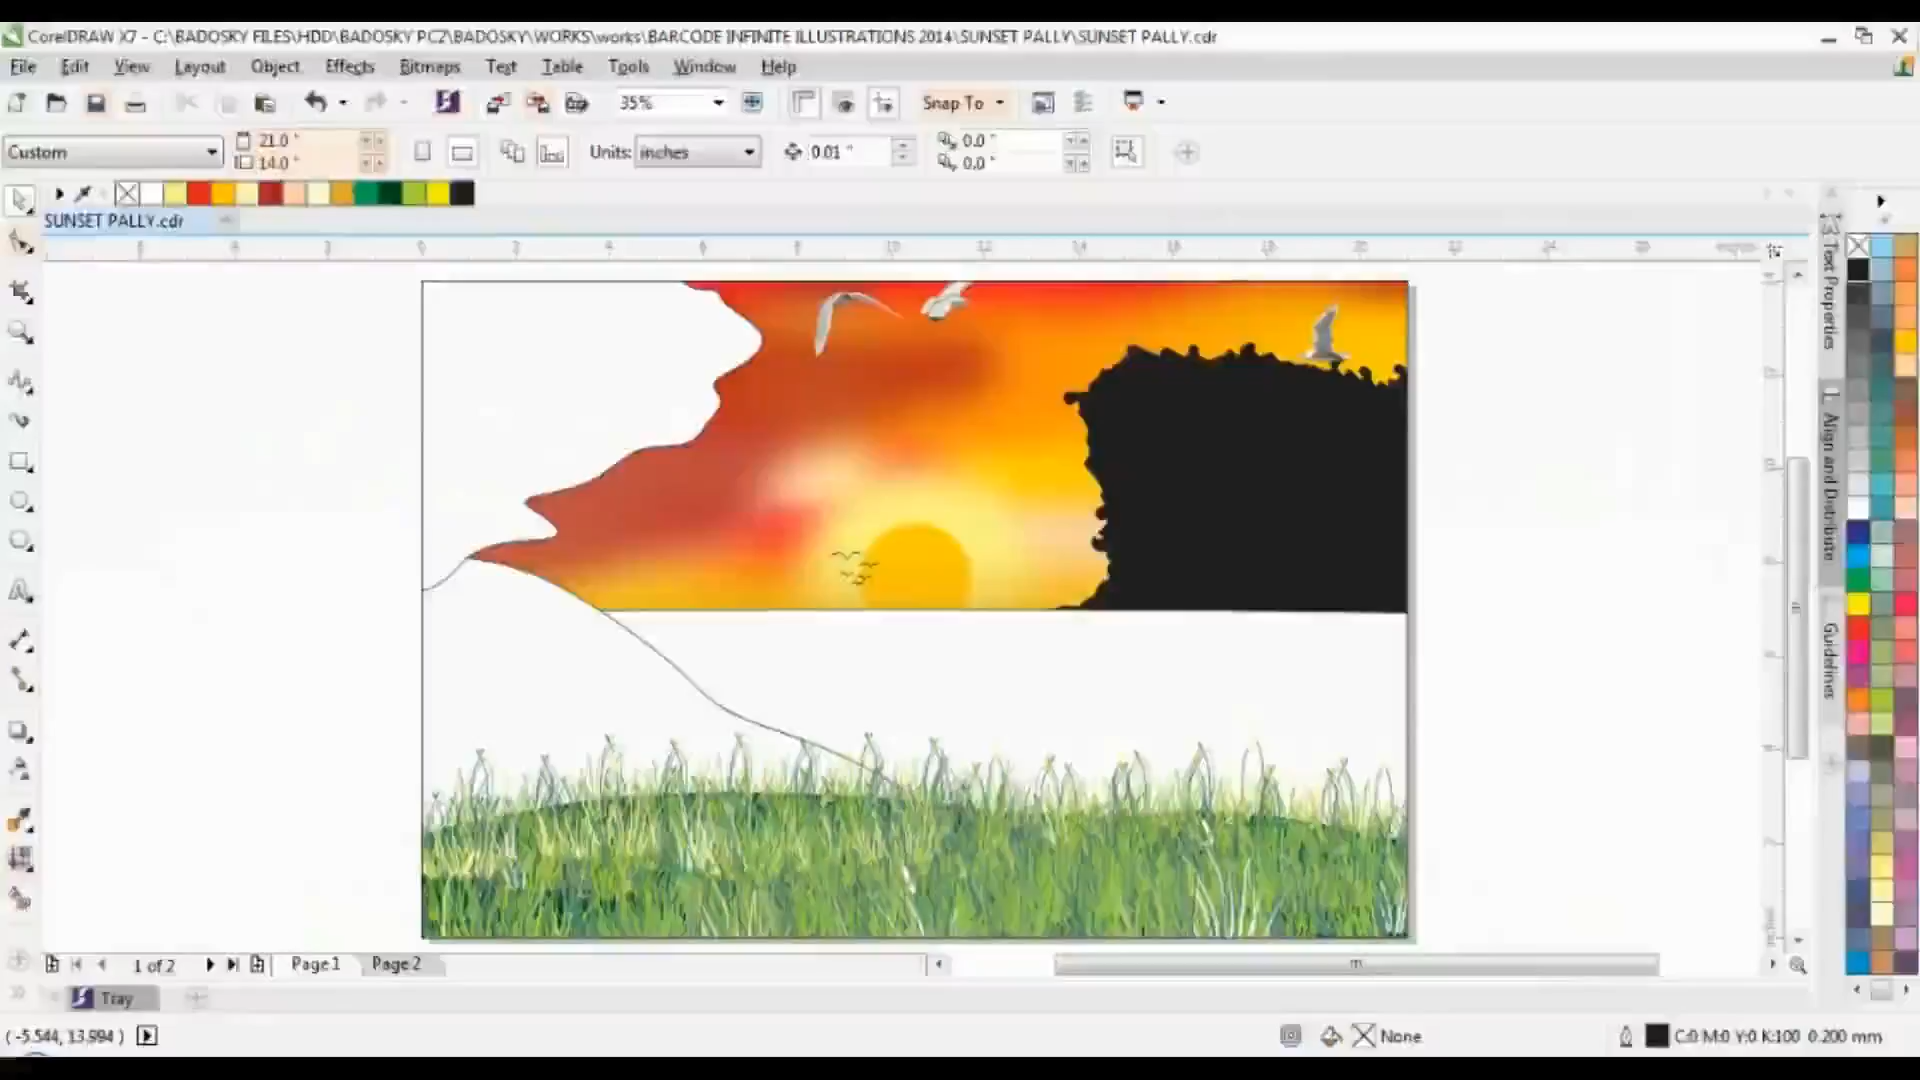 CorelDRAW X7 - C:\BADOSKY FILES\HDD\BADOSKY PC2\BADOSKY\WORKS\works\BARCODE INFINITE ILLUSTRATIONS 2014\SUNSET PALLY\SUNSET PALLY.cdr
File Edit View Layout Object Effects Bitmaps Text Table Tools Window Help
35% Snap To
Custom 21.0 " 14.0 " Units: inches 0.01 " 0.0 " 0.0 "
SUNSET PALLY.cdr
Text Properties
Align and Distribute
Guidelines
1 of 2 Page 1 Page 2
Tray
( -5.544, 13.994 ) None C:0 M:0 Y:0 K:100 0.200 mm